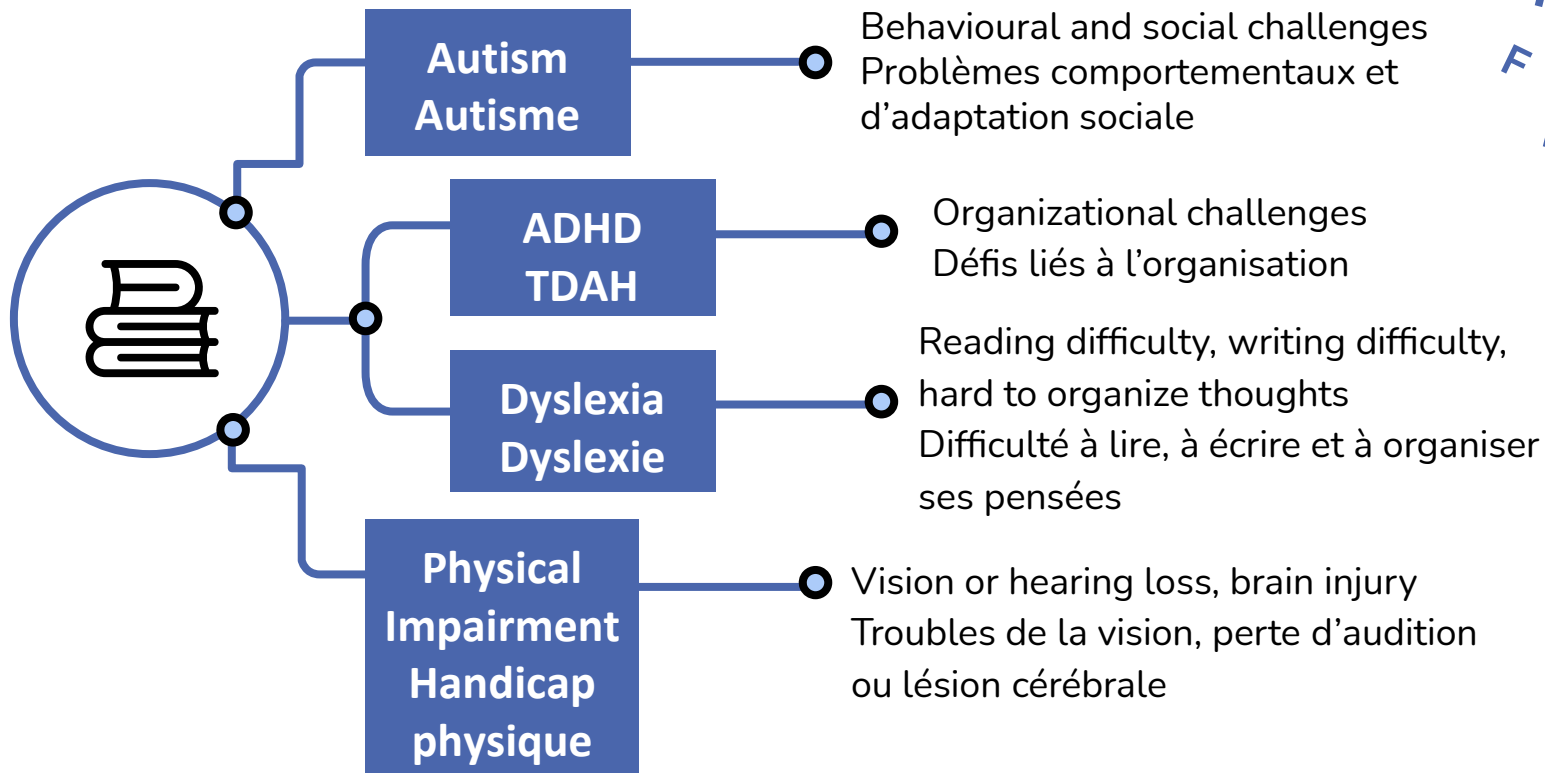 Autism
Autisme
Behavioural and social challenges
Problèmes comportementaux et
d’adaptation sociale
ADHD
TDAH
Organizational challenges
Défis liés à l’organisation
Dyslexia
Dyslexie
Reading difficulty, writing difficulty,
hard to organize thoughts
Difficulté à lire, à écrire et à organiser
ses pensées
Physical
Impairment
Handicap
physique
Vision or hearing loss, brain injury
Troubles de la vision, perte d’audition
ou lésion cérébrale
F